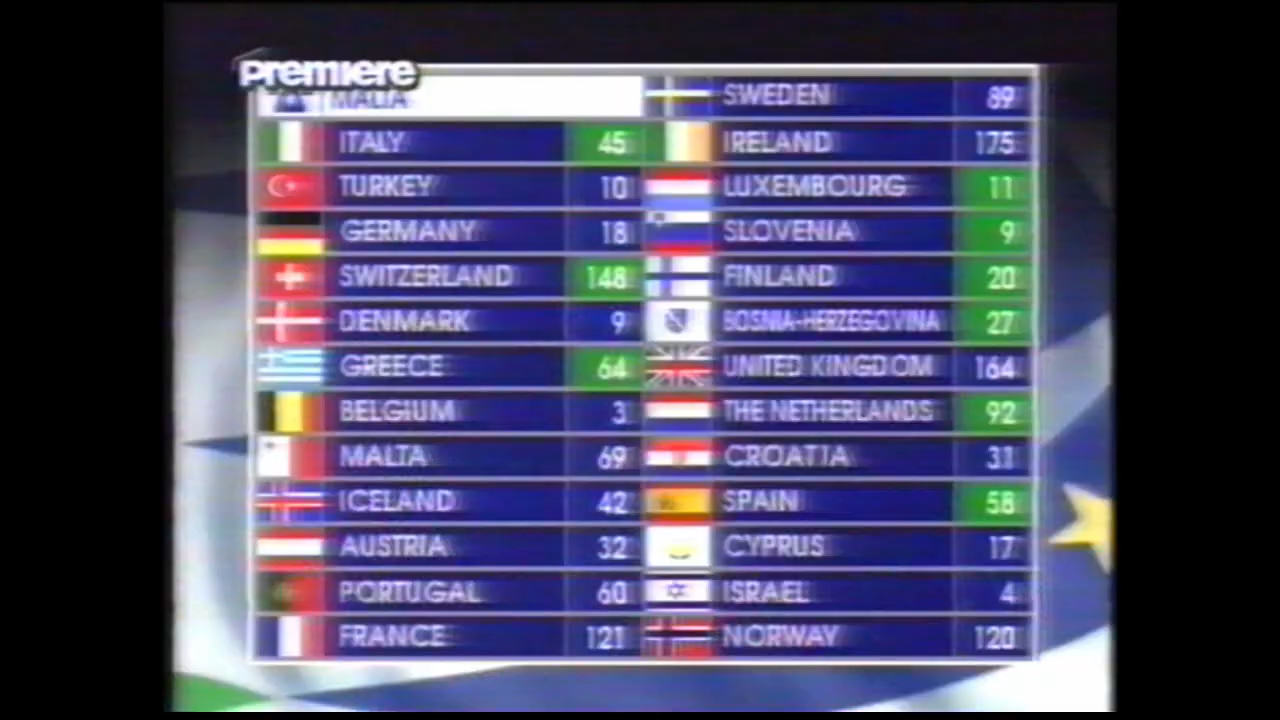 premiere
MALTA
ITALY 45
TURKEY 10
GERMANY 18
SWITZERLAND 148
DENMARK 9
GREECE 64
BELGIUM 3
MALTA 69
ICELAND 42
AUSTRIA 32
PORTUGAL 60
FRANCE 121
SWEDEN 89
IRELAND 175
LUXEMBOURG 11
SLOVENIA 9
FINLAND 20
BOSNIA-HERZEGOVINA 27
UNITED KINGDOM 164
THE NETHERLANDS 92
CROATIA 31
SPAIN 58
CYPRUS 17
ISRAEL 4
NORWAY 120